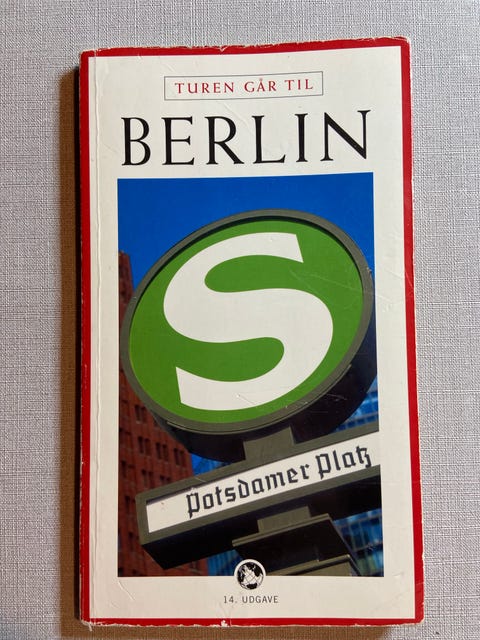 TUREN GÅR TIL
BERLIN
S
Potsdamer Platz
14. UDGAVE